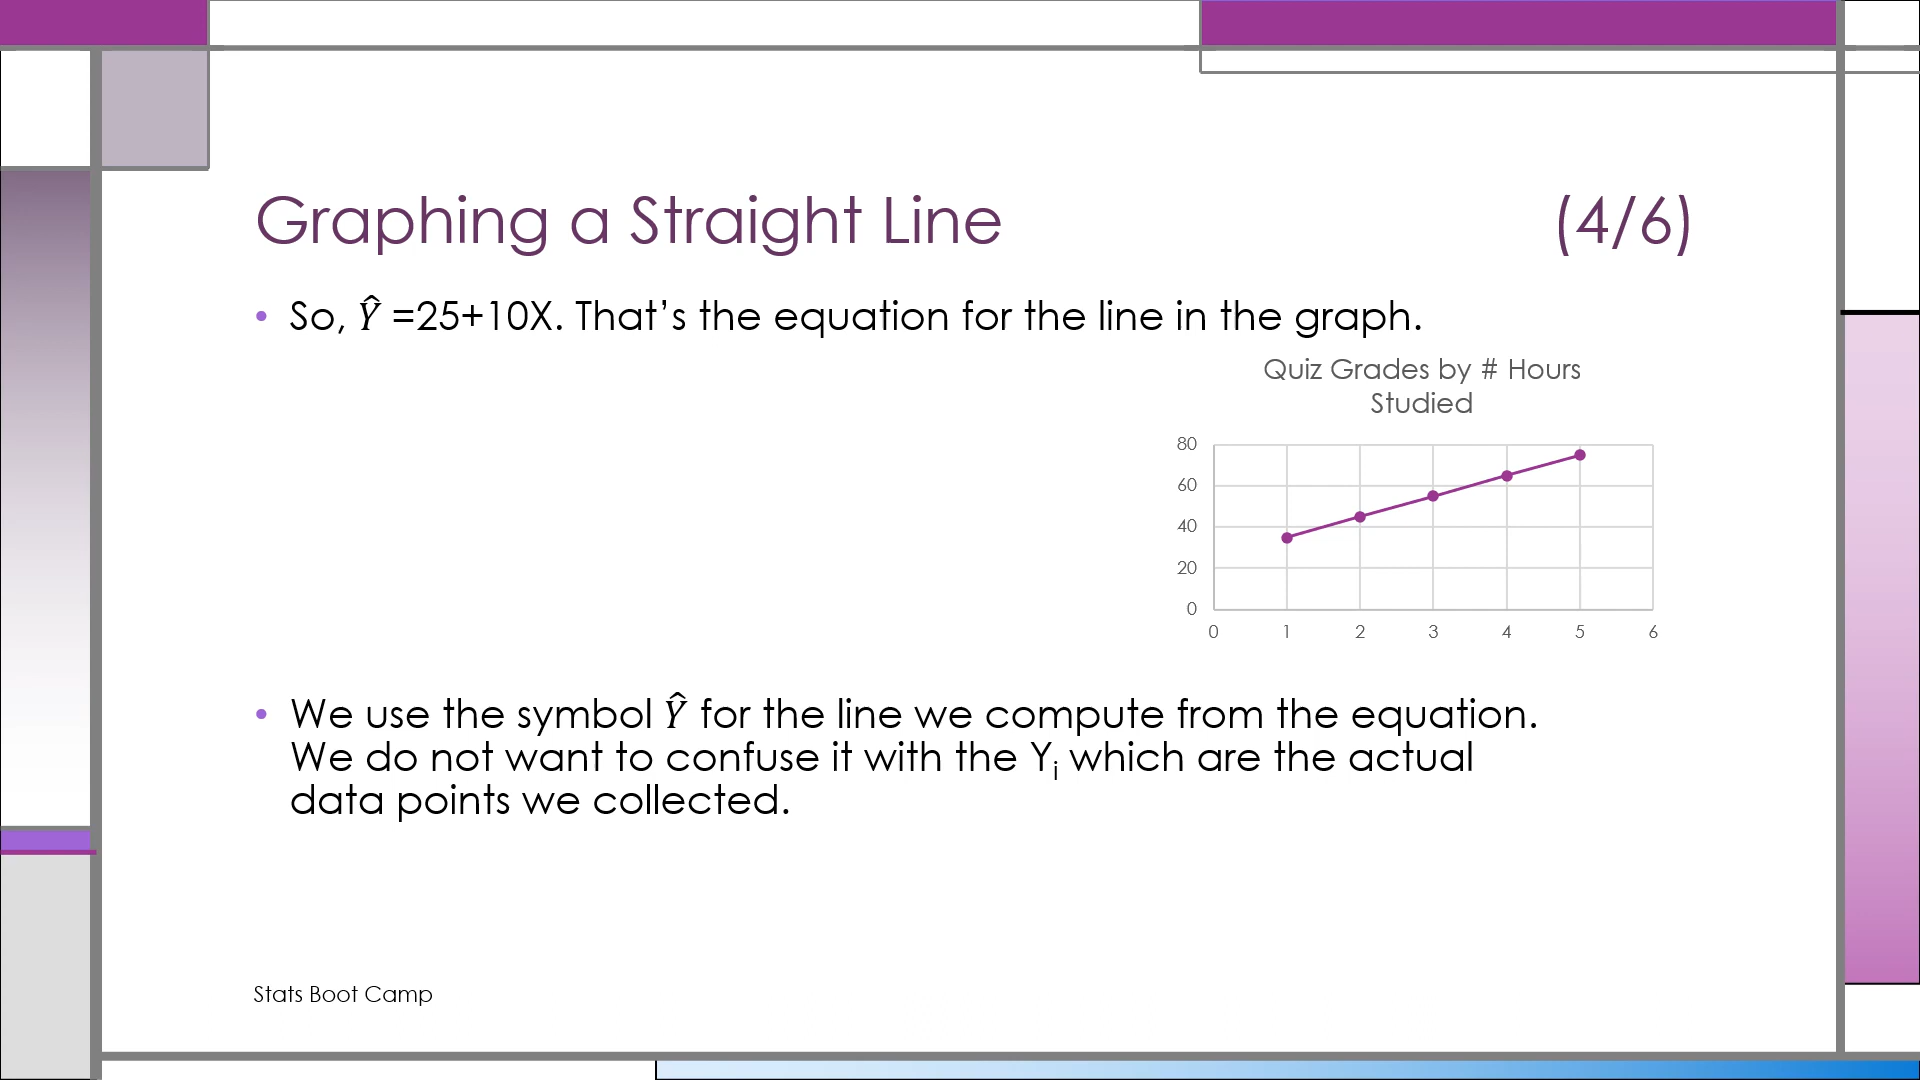 Graphing a Straight Line (4/6)
• So, Ŷ =25+10X. That’s the equation for the line in the graph.
Quiz Grades by # Hours
Studied
80
60
40
20
0
0 1 2 3 4 5 6
• We use the symbol Ŷ for the line we compute from the equation.
We do not want to confuse it with the Yᵢ which are the actual
data points we collected.
Stats Boot Camp